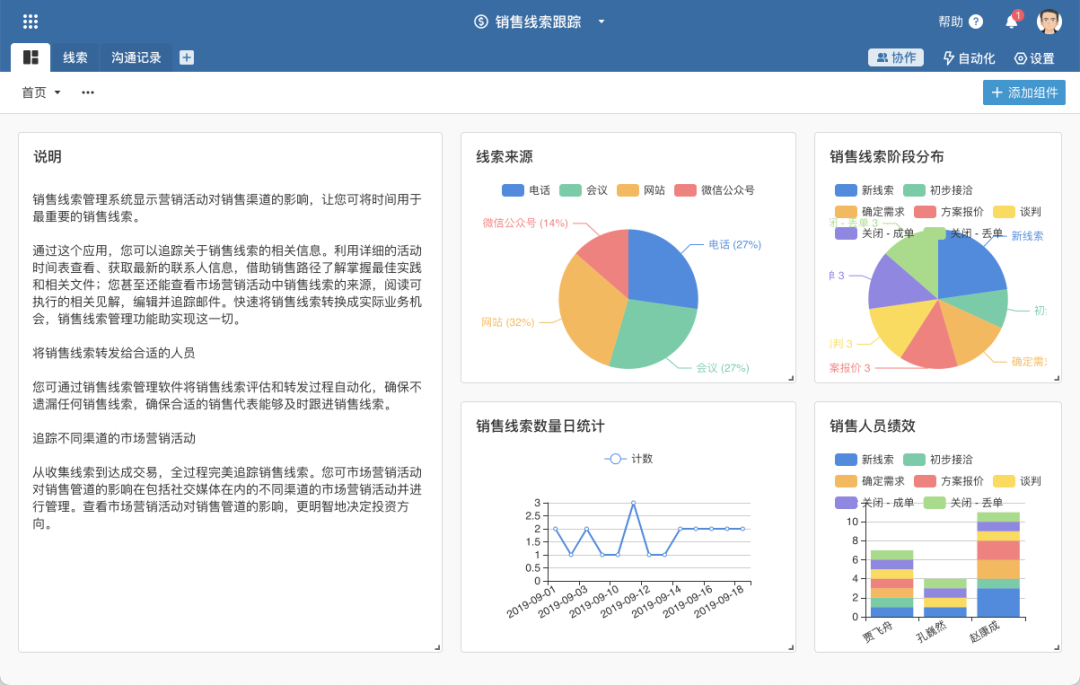 销售线索跟踪
帮助
1
线索
沟通记录
协作
自动化
设置
首页
添加组件
说明
销售线索管理系统显示营销活动对销售渠道的影响，让您可将时间用于
最重要的销售线索。
通过这个应用，您可以追踪关于销售线索的相关信息。利用详细的活动
时间表查看、获取最新的联系人信息，借助销售路径了解掌握最佳实践
和相关文件；您甚至还能查看市场营销活动中销售线索的来源，阅读可
执行的相关见解，编辑并追踪邮件。快速将销售线索转换成实际业务机
会，销售线索管理功能助实现这一切。
将销售线索转发给合适的人员
您可通过销售线索管理软件将销售线索评估和转发过程自动化，确保不
遗漏任何销售线索，确保合适的销售代表能够及时跟进销售线索。
追踪不同渠道的市场营销活动
从收集线索到达成交易，全过程完美追踪销售线索。您可市场营销活动
对销售管道的影响在包括社交媒体在内的不同渠道的市场营销活动并进
行管理。查看市场营销活动对销售管道的影响，更明智地决定投资方
向。
线索来源
电话 会议 网站 微信公众号
微信公众号 (14%)
电话 (27%)
网站 (32%)
会议 (27%)
销售线索阶段分布
新线索 初步接洽
确定需求 方案报价 谈判
关闭 - 成单 关闭 - 丢单
闭 - 丢单 3
新线索
单 3
初
判 3
确定需
案报价 3
销售线索数量日统计
计数
3
2.5
2
1.5
1
0.5
0
2019-09-01 2019-09-03 2019-09-10 2019-09-12 2019-09-14 2019-09-16 2019-09-18
销售人员绩效
新线索 初步接洽
确定需求 方案报价 谈判
关闭 - 成单 关闭 - 丢单
10
8
6
4
2
0
贾飞舟 孔巍然 赵康成